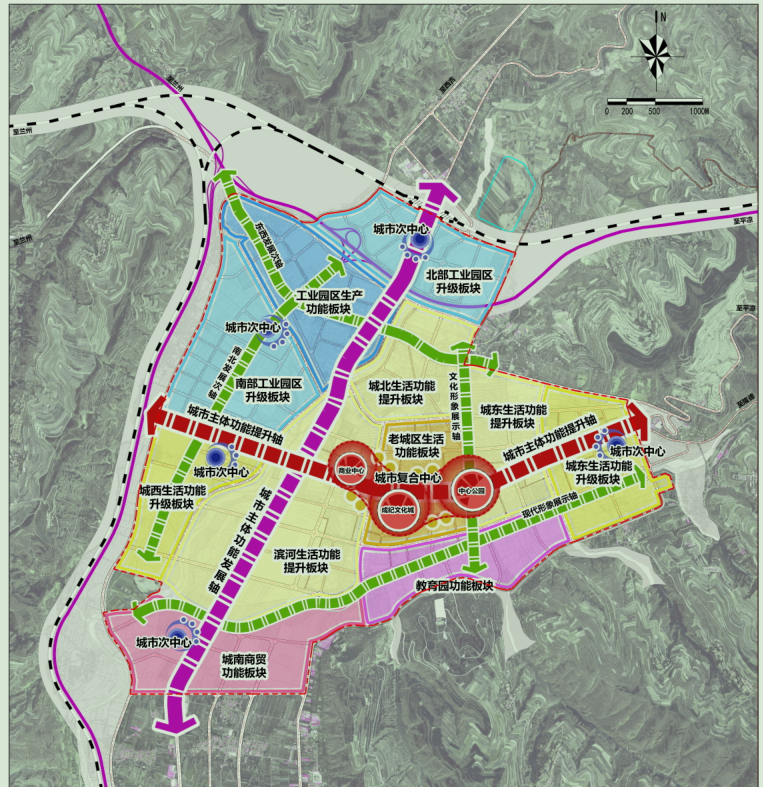 N
0 200 500 1000M
至兰州
至西吉
至兰州
至兰州
至平凉
至平凉
至隆德
城市次中心
东西发展次轴
北部工业园区
升级板块
工业园区生产
功能板块
城市次中心
南北发展次轴
南部工业园区
升级板块
城北生活功能
提升板块
文化形象展示轴
城东生活功能
提升板块
城市主体功能提升轴
老城区生活
功能板块
城市主体功能提升轴
城市次中心
城市次中心
商业中心
城市复合中心
中心公园
城东生活功能
升级板块
城西生活功能
升级板块
成纪文化城
现代形象展示轴
城市主体功能发展轴
滨河生活功能
提升板块
教育园功能板块
城市次中心
城南商贸
功能板块